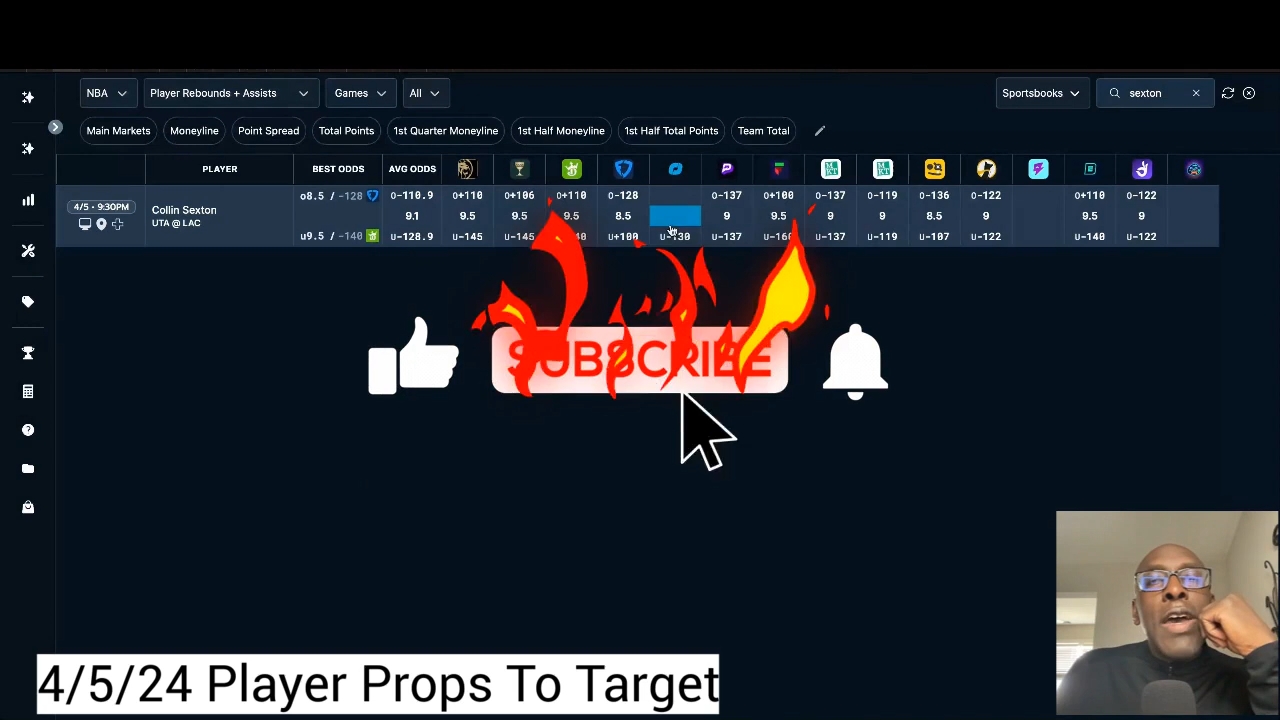 NBA Player Rebounds + Assists Games All Sportsbooks sexton
Main Markets Moneyline Point Spread Total Points 1st Quarter Moneyline 1st Half Moneyline 1st Half Total Points Team Total
PLAYER BEST ODDS AVG ODDS
o8.5 / -128 o-110.9 o+110 o+106 o+110 o-128 o-137 o+100 o-137 o-119 o-136 o-122 o+110 o-122
4/5 • 9:30PM Collin Sexton 9.1 9.5 9.5 9.5 8.5 9 9.5 9 9 8.5 9 9.5 9
UTA @ LAC
u9.5 / -140 u-128.9 u-145 u-145 u+100 u-130 u-137 u-137 u-119 u-107 u-122 u-140 u-122
SUBSCRIBE
4/5/24 Player Props To Target